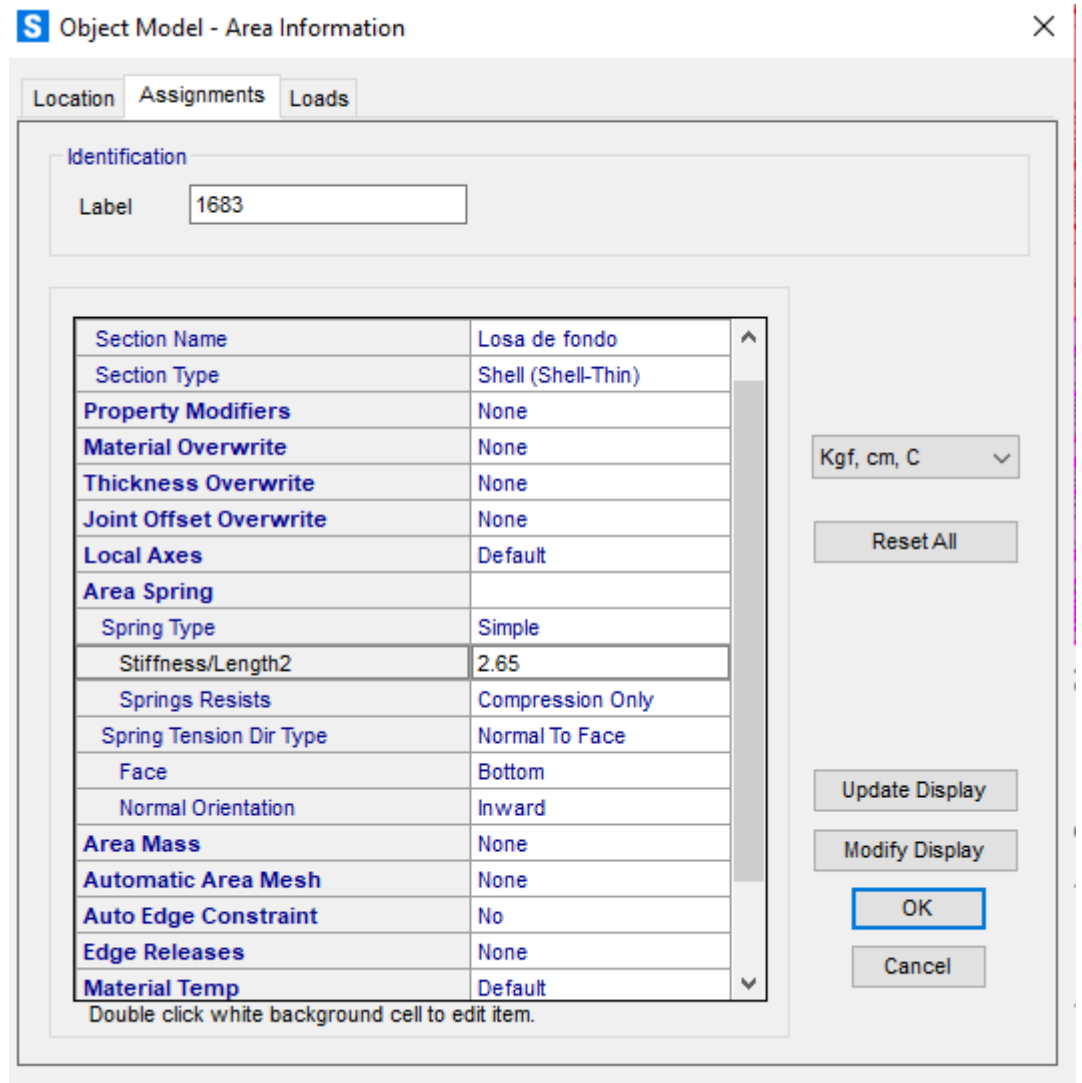 S Object Model - Area Information
Location Assignments Loads
Identification
Label 1683
Section Name Losa de fondo
Section Type Shell (Shell-Thin)
Property Modifiers None
Material Overwrite None
Kgf, cm, C
Thickness Overwrite None
Joint Offset Overwrite None
Reset All
Local Axes Default
Area Spring
Spring Type Simple
Stiffness/Length2 2.65
Springs Resists Compression Only
Spring Tension Dir Type Normal To Face
Face Bottom
Update Display
Normal Orientation Inward
Area Mass None
Modify Display
Automatic Area Mesh None
Auto Edge Constraint No
OK
Edge Releases None
Cancel
Material Temp Default
Double click white background cell to edit item.